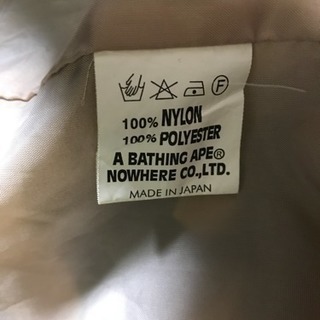 F
100% NYLON
100% POLYESTER
A BATHING APE®
NOWHERE CO.,LTD.
MADE IN JAPAN